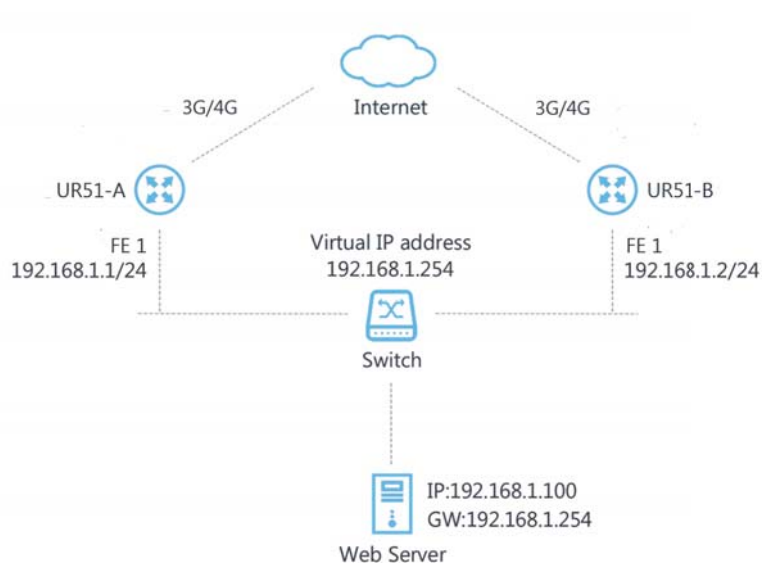 Internet
3G/4G
3G/4G
UR51-A
UR51-B
FE 1
192.168.1.1/24
Virtual IP address
192.168.1.254
FE 1
192.168.1.2/24
Switch
IP:192.168.1.100
GW:192.168.1.254
Web Server